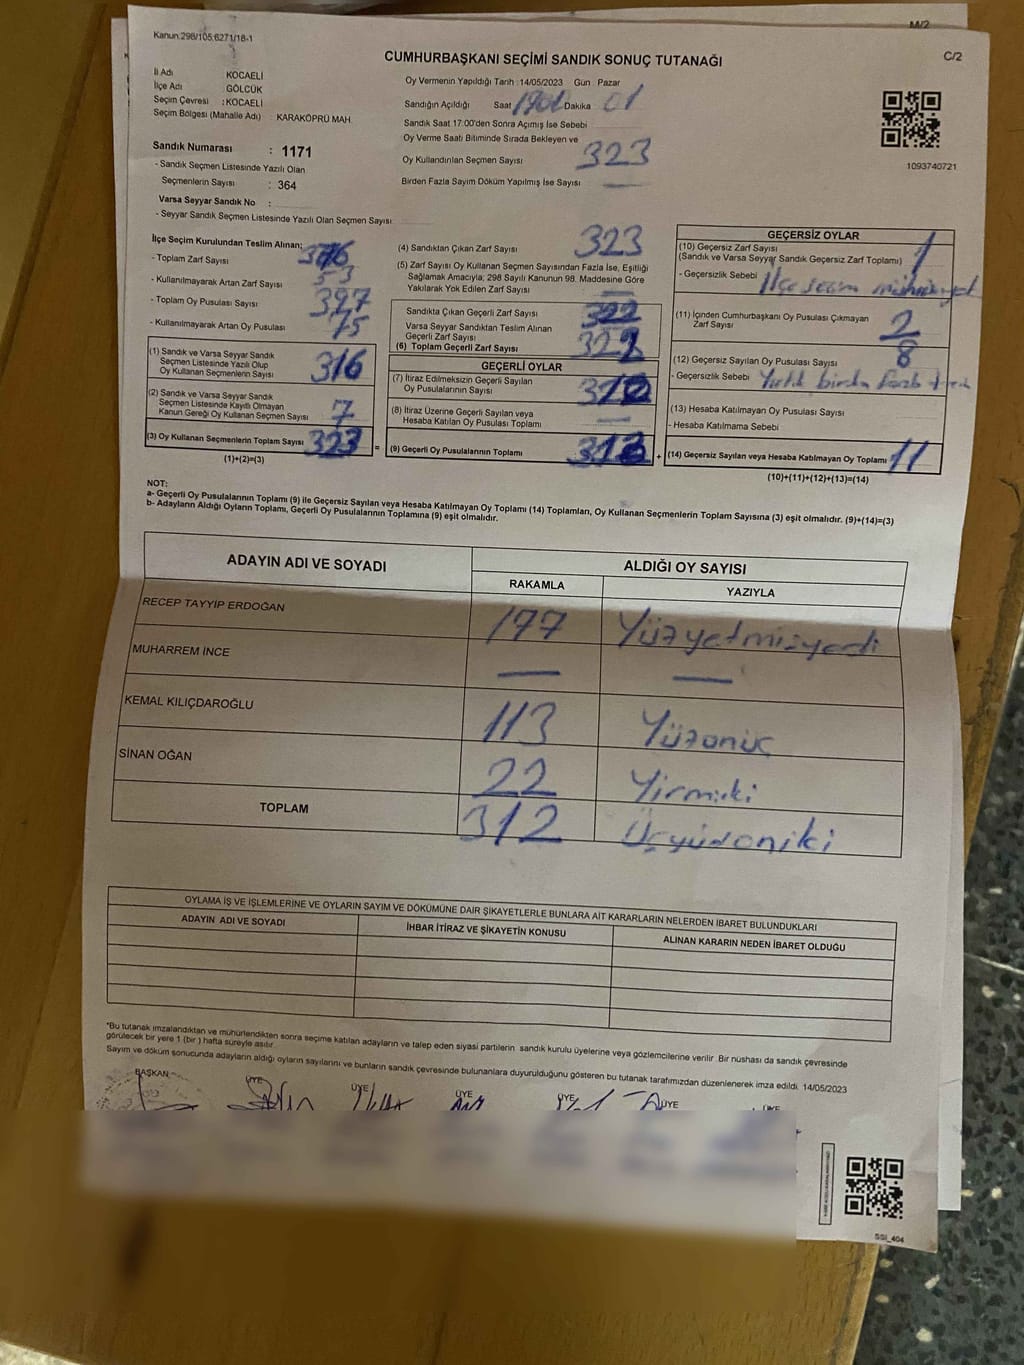 M/2
Kanun:298/105;6271/18-1
C/2
CUMHURBAŞKANI SEÇİMİ SANDIK SONUÇ TUTANAĞI
İl Adı KOCAELİ
İlçe Adı GÖLCÜK
Seçim Çevresi : KOCAELİ
Seçim Bölgesi (Mahalle Adı) : KARAKÖPRÜ MAH.
Oy Vermenin Yapıldığı Tarih :14/05/2023 Gün Pazar
Sandığın Açıldığı Saat Dakika 01
Sandık Saat 17:00'den Sonra Açımış İse Sebebi
Oy Verme Saati Bitiminde Sırada Bekleyen ve
Oy Kullandırılan Seçmen Sayısı 323
Birden Fazla Sayım Döküm Yapılmış İse Sayısı —
1093740721
Sandık Numarası : 1171
- Sandık Seçmen Listesinde Yazılı Olan
Seçmenlerin Sayısı : 364
Varsa Seyyar Sandık No :
- Seyyar Sandık Seçmen Listesinde Yazılı Olan Seçmen Sayısı
İlçe Seçim Kurulundan Teslim Alınan;
- Toplam Zarf Sayısı
- Kullanılmayarak Artan Zarf Sayısı 53
- Toplam Oy Pusulası Sayısı 397
- Kullanılmayarak Artan Oy Pusulası 75
(1) Sandık ve Varsa Seyyar Sandık
Seçmen Listesinde Yazılı Olup
Oy Kullanan Seçmenlerin Sayısı 316
(2) Sandık ve Varsa Seyyar Sandık
Seçmen Listesinde Kayıtlı Olmayan
Kanun Gereği Oy Kullanan Seçmen Sayısı 7
(3) Oy Kullanan Seçmenlerin Toplam Sayısı 323 =
(1)+(2)=(3)
(4) Sandıktan Çıkan Zarf Sayısı 323
(5) Zarf Sayısı Oy Kullanan Seçmen Sayısından Fazla İse, Eşitliği
Sağlamak Amacıyla; 298 Sayılı Kanunun 98. Maddesine Göre
Yakılarak Yok Edilen Zarf Sayısı —
Sandıkta Çıkan Geçerli Zarf Sayısı 322
Varsa Seyyar Sandıktan Teslim Alınan
Geçerli Zarf Sayısı
(6) Toplam Geçerli Zarf Sayısı 322
GEÇERLİ OYLAR
(7) İtiraz Edilmeksizin Geçerli Sayılan
Oy Pusulalarının Sayısı
(8) İtiraz Üzerine Geçerli Sayılan veya
Hesaba Katılan Oy Pusulası Toplamı —
(9) Geçerli Oy Pusulalarının Toplamı +
GEÇERSİZ OYLAR
(10) Geçersiz Zarf Sayısı 1
(Sandık ve Varsa Seyyar Sandık Geçersiz Zarf Toplamı)
- Geçersizlik Sebebi İlçe seçim
(11) İçinden Cumhurbaşkanı Oy Pusulası Çıkmayan
Zarf Sayısı 2
(12) Geçersiz Sayılan Oy Pusulası Sayısı 8
- Geçersizlik Sebebi Yırtık birden fazla
(13) Hesaba Katılmayan Oy Pusulası Sayısı
- Hesaba Katılmama Sebebi
(14) Geçersiz Sayılan veya Hesaba Katılmayan Oy Toplamı 11
(10)+(11)+(12)+(13)=(14)
NOT:
a- Geçerli Oy Pusulalarının Toplamı (9) ile Geçersiz Sayılan veya Hesaba Katılmayan Oy Toplamı (14) Toplamları, Oy Kullanan Seçmenlerin Toplam Sayısına (3) eşit olmalıdır. (9)+(14)=(3)
b- Adayların Aldığı Oyların Toplamı, Geçerli Oy Pusulalarının Toplamına (9) eşit olmalıdır.
ADAYIN ADI VE SOYADI ALDIĞI OY SAYISI
RAKAMLA YAZIYLA
RECEP TAYYİP ERDOĞAN 177 Yüzyetmişyedi
MUHARREM İNCE — —
KEMAL KILIÇDAROĞLU 113 Yüzonüç
SİNAN OĞAN 22 Yirmiiki
TOPLAM 312 Üçyüzoniki
OYLAMA İŞ VE İŞLEMLERİNE VE OYLARIN SAYIM VE DÖKÜMÜNE DAİR ŞİKAYETLERLE BUNLARA AİT KARARLARIN NELERDEN İBARET BULUNDUKLARI
ADAYIN ADI VE SOYADI İHBAR İTİRAZ VE ŞİKAYETİN KONUSU ALINAN KARARIN NEDEN İBARET OLDUĞU
*Bu tutanak imzalandıktan ve mühürlendikten sonra seçime katılan adayların ve talep eden siyasi partilerin sandık kurulu üyelerine veya gözlemcilerine verilir. Bir nüshası da sandık çevresinde
görülecek bir yere 1 (bir) hafta süreyle asılır.
Sayım ve döküm sonucunda adayların aldığı oyların sayılarını ve bunların sandık çevresinde bulunanlara duyurulduğunu gösteren bu tutanak tarafımızdan düzenlenerek imza edildi. 14/05/2023
BAŞKAN ÜYE ÜYE ÜYE ÜYE ÜYE ÜYE
SSI_404